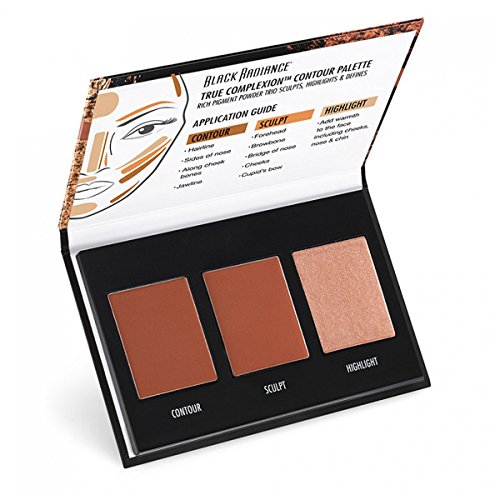 BLACK RADIANCE®
TRUE COMPLEXION™ CONTOUR PALETTE
RICH PIGMENT POWDER TRIO SCULPTS, HIGHLIGHTS & DEFINES
APPLICATION GUIDE
CONTOUR
• Hairline
• Sides of nose
• Along cheek
bones
• Jawline
SCULPT
• Forehead
• Browbone
• Bridge of nose
• Cheeks
• Cupid's bow
HIGHLIGHT
• Add warmth
to the face
including cheeks,
nose & chin
CONTOUR
SCULPT
HIGHLIGHT